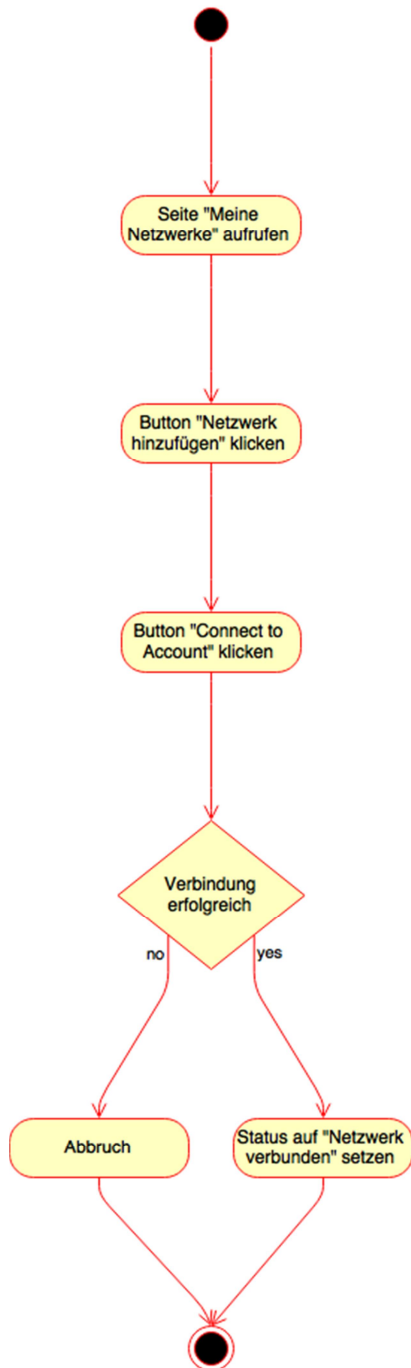 Seite "Meine
Netzwerke" aufrufen
Button "Netzwerk
hinzufügen" klicken
Button "Connect to
Account" klicken
Verbindung
erfolgreich
no
yes
Abbruch
Status auf "Netzwerk
verbunden" setzen